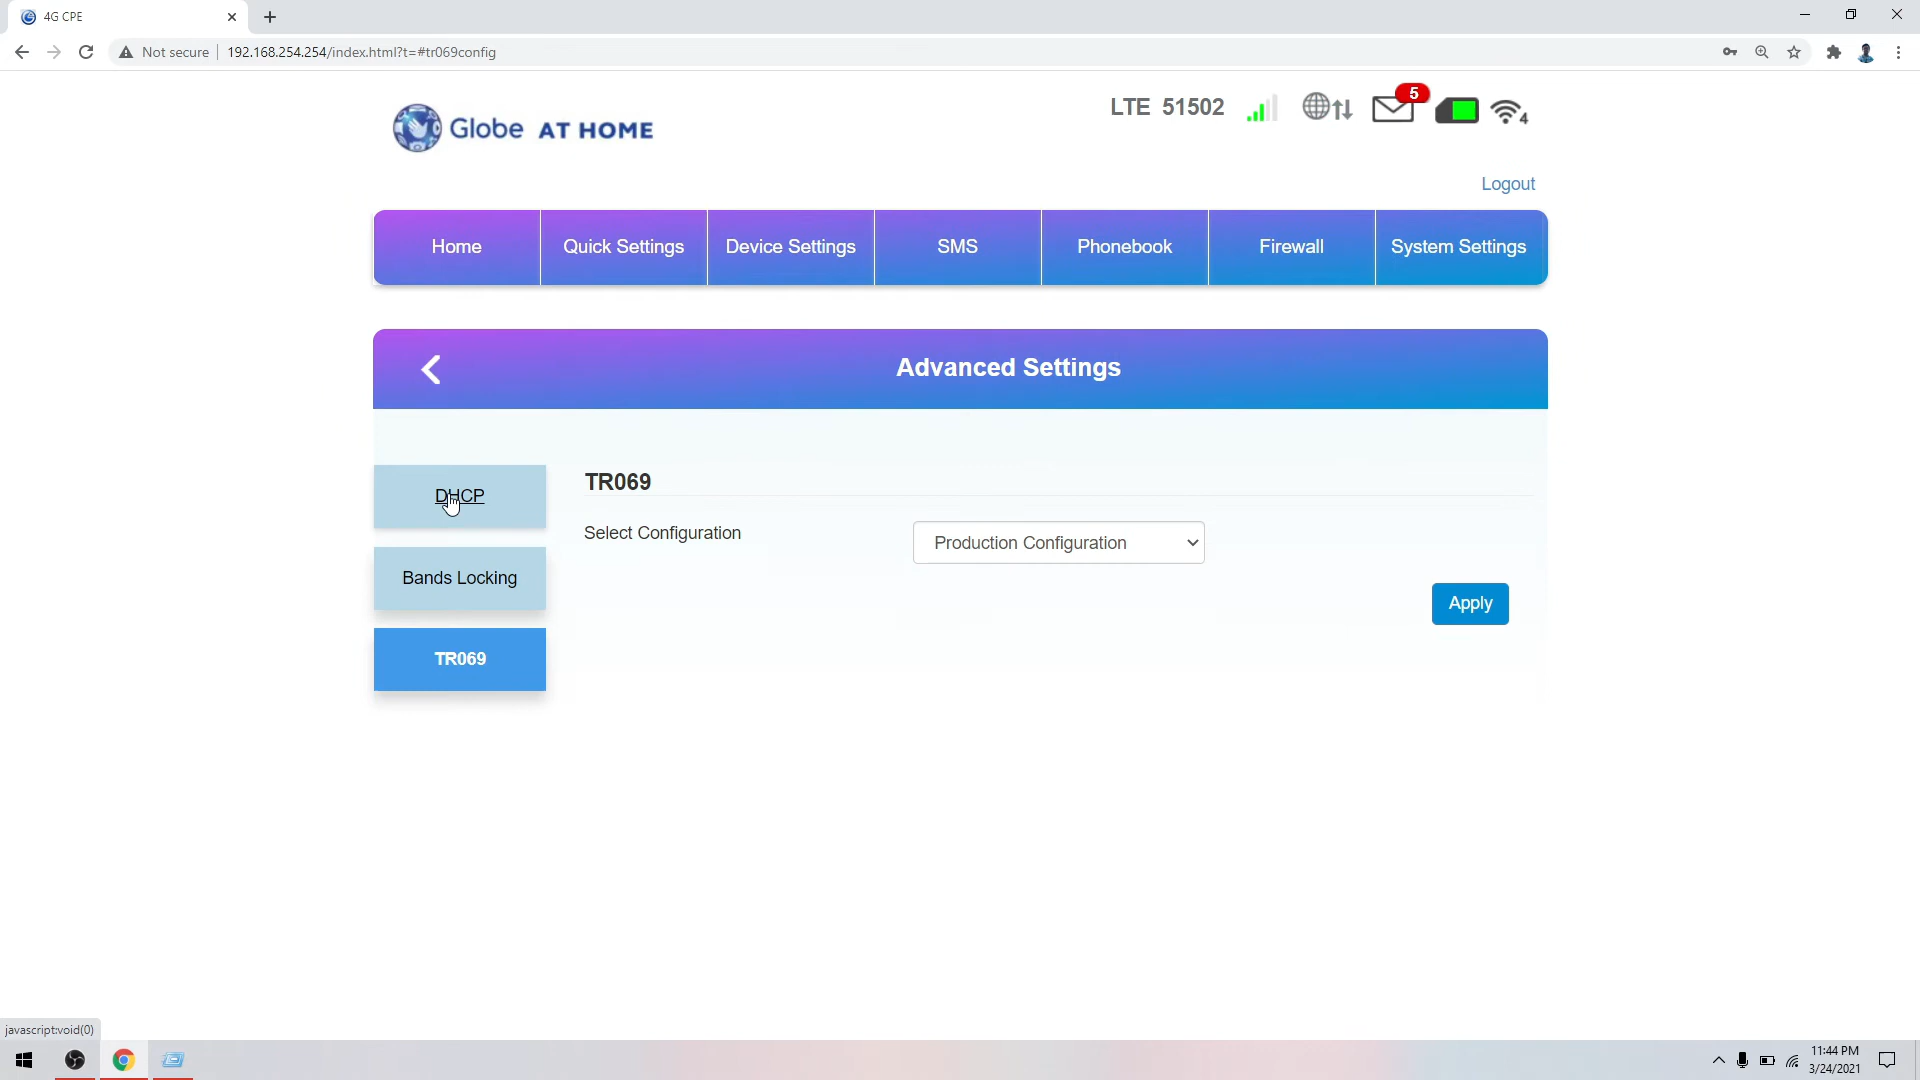 4G CPE
Not secure
192.168.254.254/index.html?t=#tr069config
Globe AT HOME
LTE 51502
5
4
Logout
Home
Quick Settings
Device Settings
SMS
Phonebook
Firewall
System Settings
Advanced Settings
DHCP
Bands Locking
TR069
TR069
Select Configuration
Production Configuration
Apply
javascript:void(0)
11:44 PM
3/24/2021